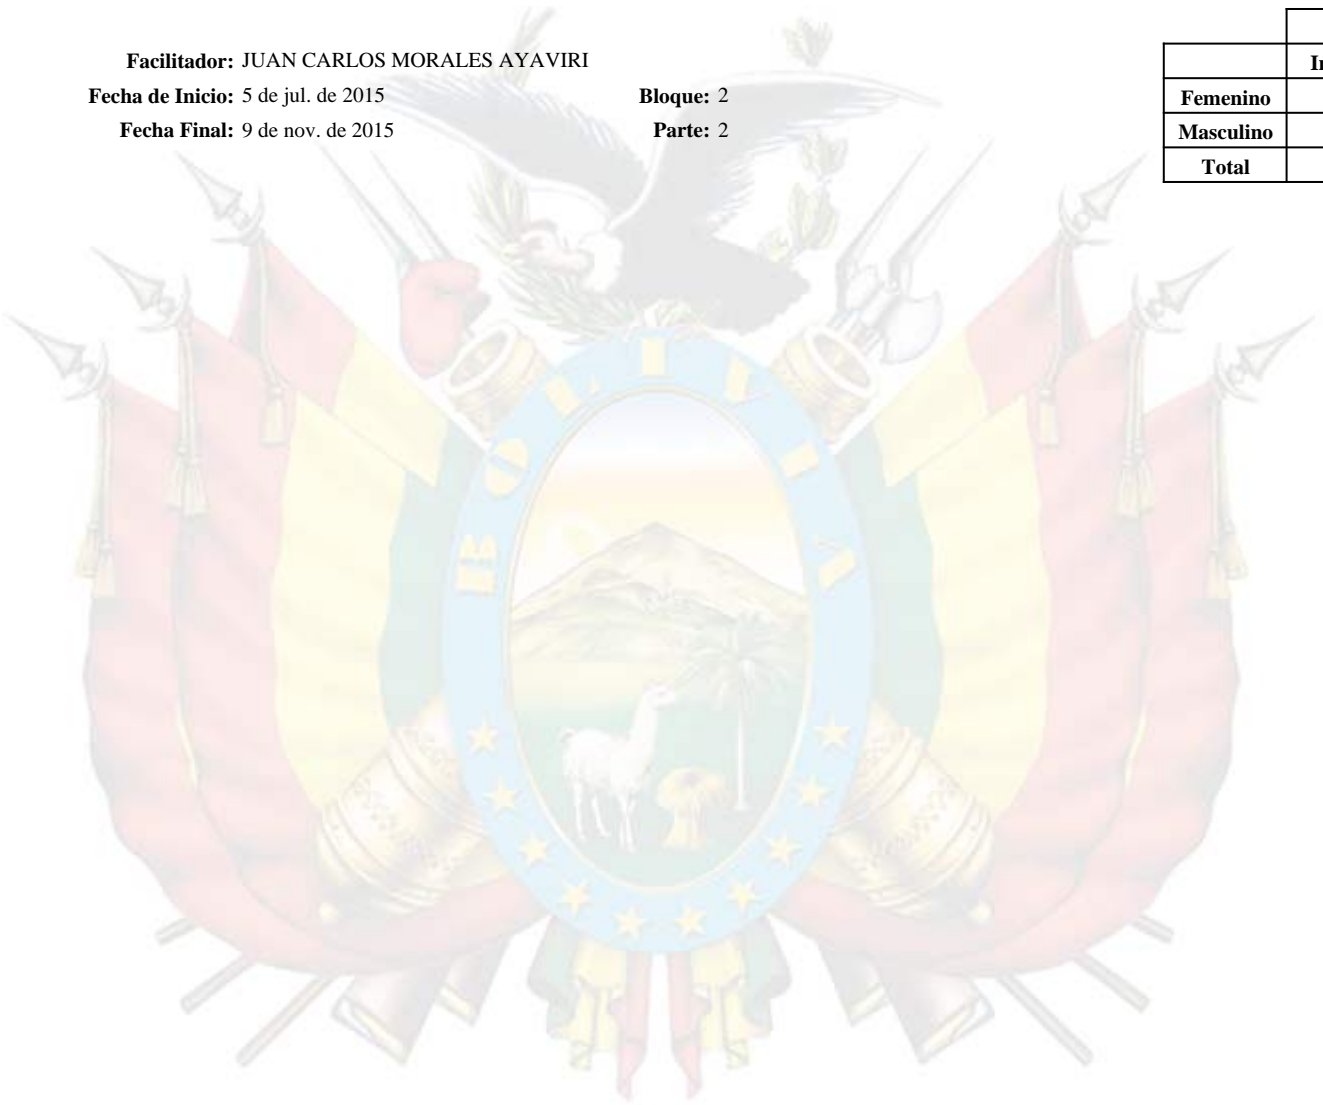 Facilitador: JUAN CARLOS MORALES AYAVIRI
Fecha de Inicio: 5 de jul. de 2015 Bloque: 2
Fecha Final: 9 de nov. de 2015 Parte: 2
Femenino
Masculino
Total
BOLIVIA